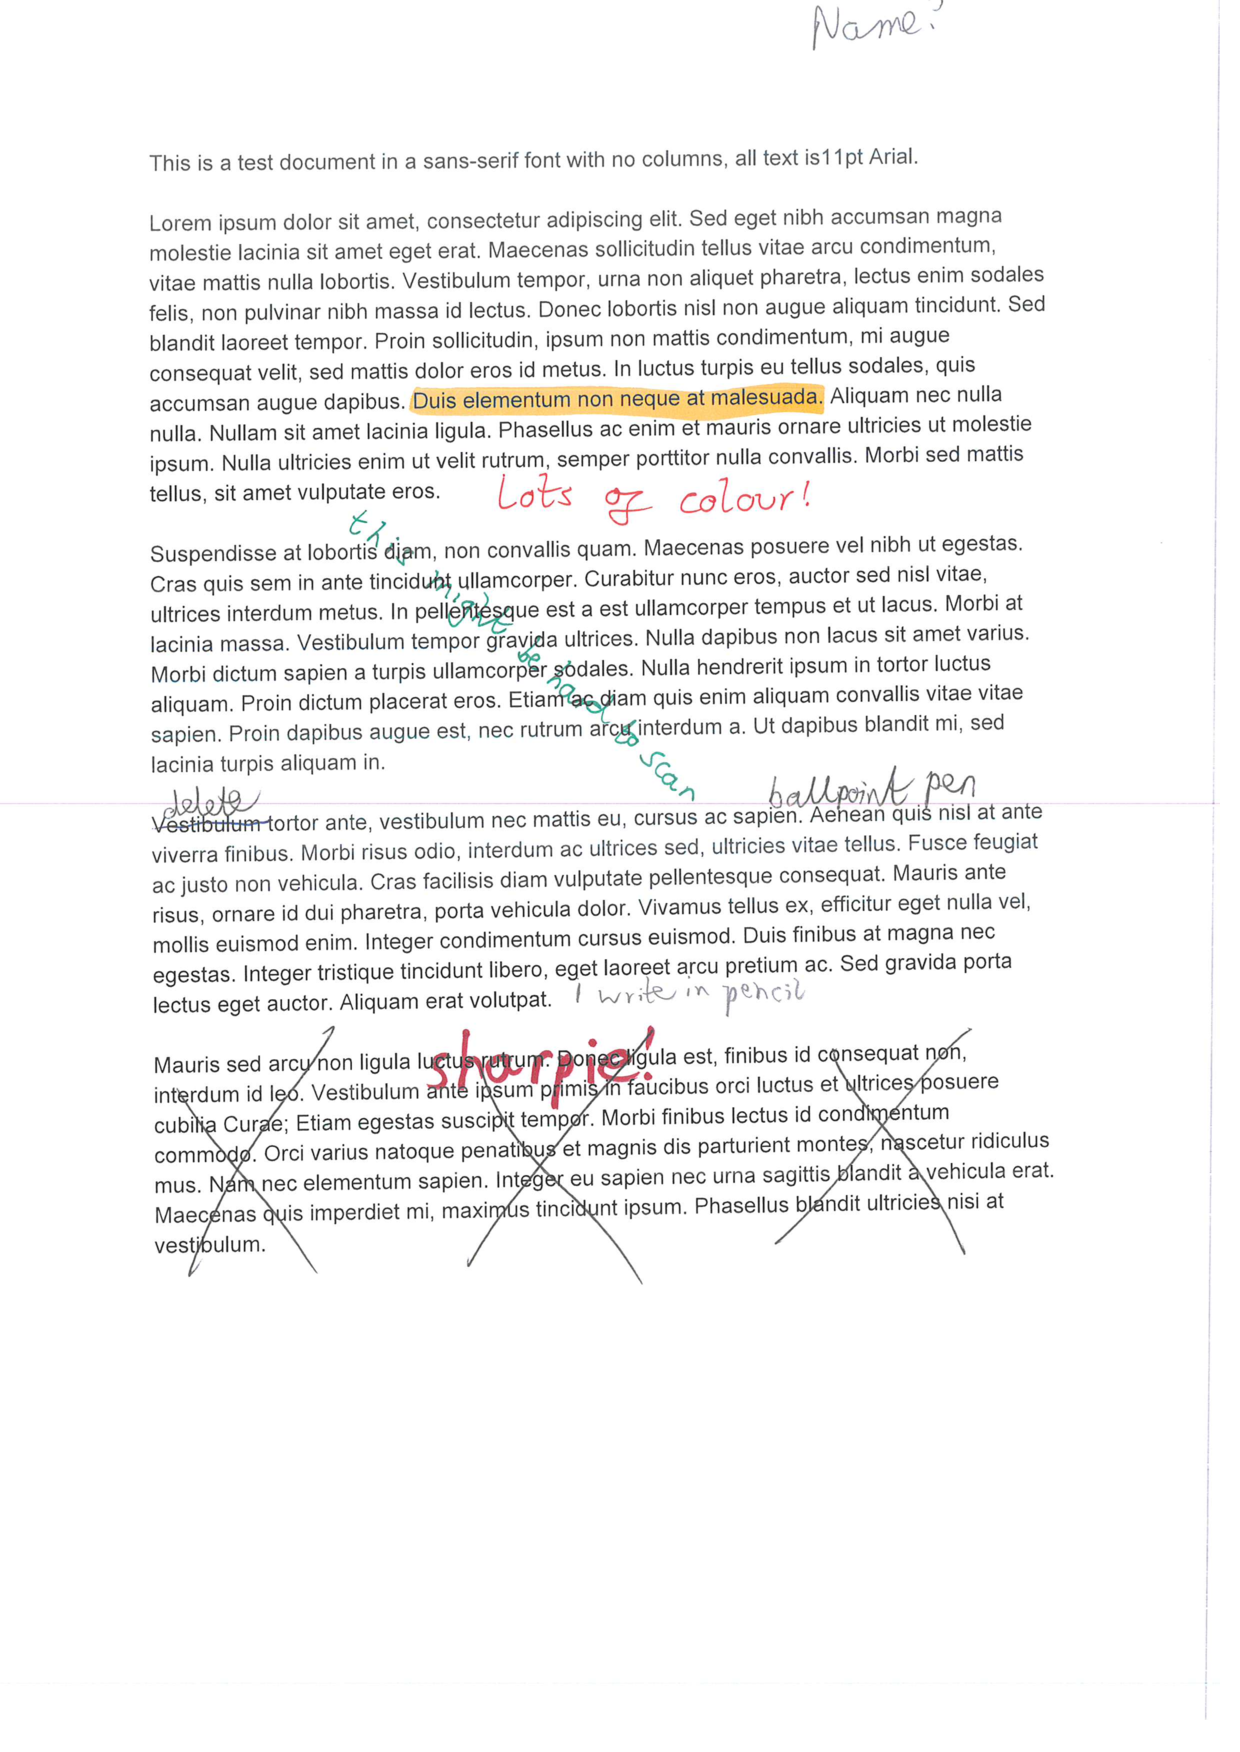 Name?
This is a test document in a sans-serif font with no columns, all text is11pt Arial.
Lorem ipsum dolor sit amet, consectetur adipiscing elit. Sed eget nibh accumsan magna
molestie lacinia sit amet eget erat. Maecenas sollicitudin tellus vitae arcu condimentum,
vitae mattis nulla lobortis. Vestibulum tempor, urna non aliquet pharetra, lectus enim sodales
felis, non pulvinar nibh massa id lectus. Donec lobortis nisl non augue aliquam tincidunt. Sed
blandit laoreet tempor. Proin sollicitudin, ipsum non mattis condimentum, mi augue
consequat velit, sed mattis dolor eros id metus. In luctus turpis eu tellus sodales, quis
accumsan augue dapibus. Duis elementum non neque at malesuada. Aliquam nec nulla
nulla. Nullam sit amet lacinia ligula. Phasellus ac enim et mauris ornare ultricies ut molestie
ipsum. Nulla ultricies enim ut velit rutrum, semper porttitor nulla convallis. Morbi sed mattis
tellus, sit amet vulputate eros.
Lots of colour!
this might be hard to scan
Suspendisse at lobortis diam, non convallis quam. Maecenas posuere vel nibh ut egestas.
Cras quis sem in ante tincidunt ullamcorper. Curabitur nunc eros, auctor sed nisl vitae,
ultrices interdum metus. In pellentesque est a est ullamcorper tempus et ut lacus. Morbi at
lacinia massa. Vestibulum tempor gravida ultrices. Nulla dapibus non lacus sit amet varius.
Morbi dictum sapien a turpis ullamcorper sodales. Nulla hendrerit ipsum in tortor luctus
aliquam. Proin dictum placerat eros. Etiam ac diam quis enim aliquam convallis vitae vitae
sapien. Proin dapibus augue est, nec rutrum arcu interdum a. Ut dapibus blandit mi, sed
lacinia turpis aliquam in.
delete
ballpoint pen
Vestibulum tortor ante, vestibulum nec mattis eu, cursus ac sapien. Aenean quis nisl at ante
viverra finibus. Morbi risus odio, interdum ac ultrices sed, ultricies vitae tellus. Fusce feugiat
ac justo non vehicula. Cras facilisis diam vulputate pellentesque consequat. Mauris ante
risus, ornare id dui pharetra, porta vehicula dolor. Vivamus tellus ex, efficitur eget nulla vel,
mollis euismod enim. Integer condimentum cursus euismod. Duis finibus at magna nec
egestas. Integer tristique tincidunt libero, eget laoreet arcu pretium ac. Sed gravida porta
lectus eget auctor. Aliquam erat volutpat.
I write in pencil
sharpie!
Mauris sed arcu non ligula luctus rutrum. Donec ligula est, finibus id consequat non,
interdum id leo. Vestibulum ante ipsum primis in faucibus orci luctus et ultrices posuere
cubilia Curae; Etiam egestas suscipit tempor. Morbi finibus lectus id condimentum
commodo. Orci varius natoque penatibus et magnis dis parturient montes, nascetur ridiculus
mus. Nam nec elementum sapien. Integer eu sapien nec urna sagittis blandit a vehicula erat.
Maecenas quis imperdiet mi, maximus tincidunt ipsum. Phasellus blandit ultricies nisi at
vestibulum.